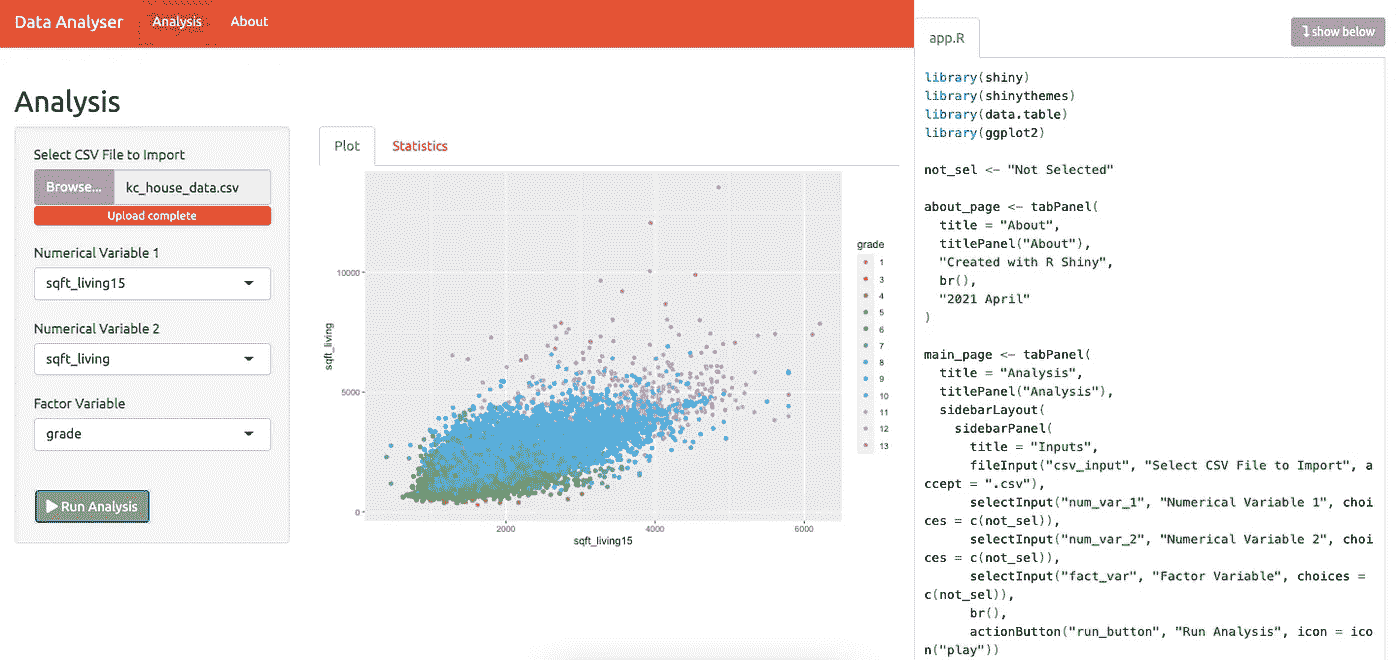 Data Analyser Analysis About
Analysis
Select CSV File to Import
Browse... kc_house_data.csv
Upload complete
Numerical Variable 1
sqft_living15
Numerical Variable 2
sqft_living
Factor Variable
grade
Run Analysis
Plot Statistics
sqft_living
10000
5000
0
2000 4000 6000
sqft_living15
grade
1
3
4
5
6
7
8
9
10
11
12
13
app.R
show below
library(shiny)
library(shinythemes)
library(data.table)
library(ggplot2)
not_sel <- "Not Selected"
about_page <- tabPanel(
  title = "About",
  titlePanel("About"),
  "Created with R Shiny",
  br(),
  "2021 April"
)
main_page <- tabPanel(
  title = "Analysis",
  titlePanel("Analysis"),
  sidebarLayout(
    sidebarPanel(
      title = "Inputs",
      fileInput("csv_input", "Select CSV File to Import", a
ccept = ".csv"),
      selectInput("num_var_1", "Numerical Variable 1", choi
ces = c(not_sel)),
      selectInput("num_var_2", "Numerical Variable 2", choi
ces = c(not_sel)),
      selectInput("fact_var", "Factor Variable", choices =
c(not_sel)),
      br(),
      actionButton("run_button", "Run Analysis", icon = ico
n("play"))